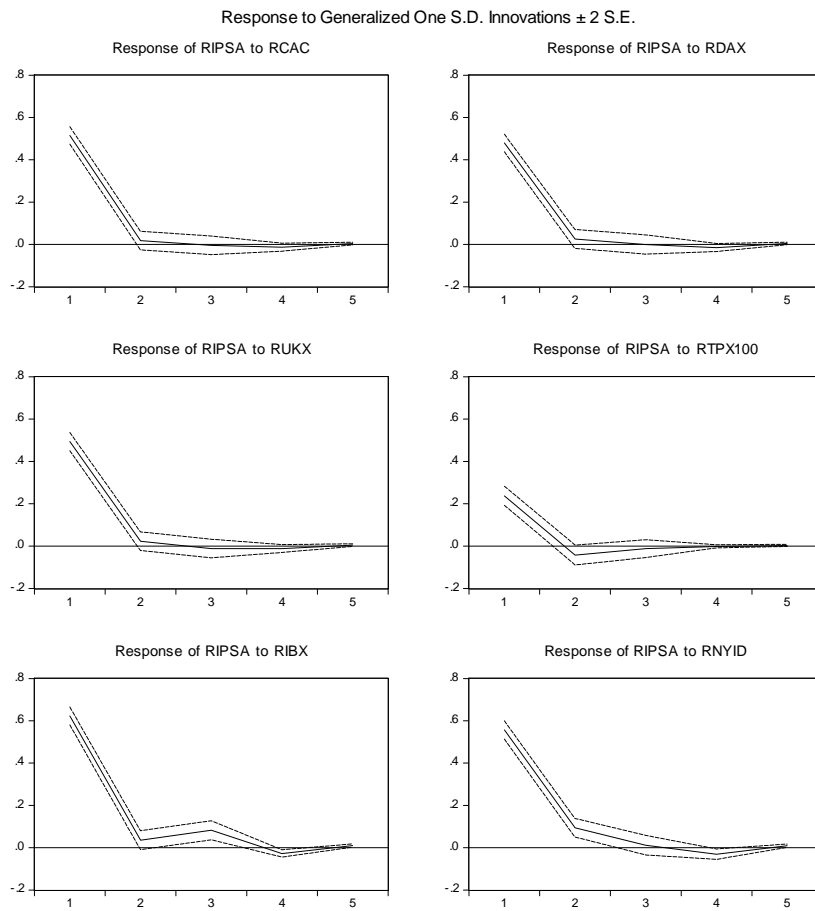 Response to Generalized One S.D. Innovations ± 2 S.E.
Response of RIPSA to RCAC
.8
.6
.4
.2
.0
-.2
1 2 3 4 5
Response of RIPSA to RDAX
.8
.6
.4
.2
.0
-.2
1 2 3 4 5
Response of RIPSA to RUKX
.8
.6
.4
.2
.0
-.2
1 2 3 4 5
Response of RIPSA to RTPX100
.8
.6
.4
.2
.0
-.2
1 2 3 4 5
Response of RIPSA to RIBX
.8
.6
.4
.2
.0
-.2
1 2 3 4 5
Response of RIPSA to RNYID
.8
.6
.4
.2
.0
-.2
1 2 3 4 5